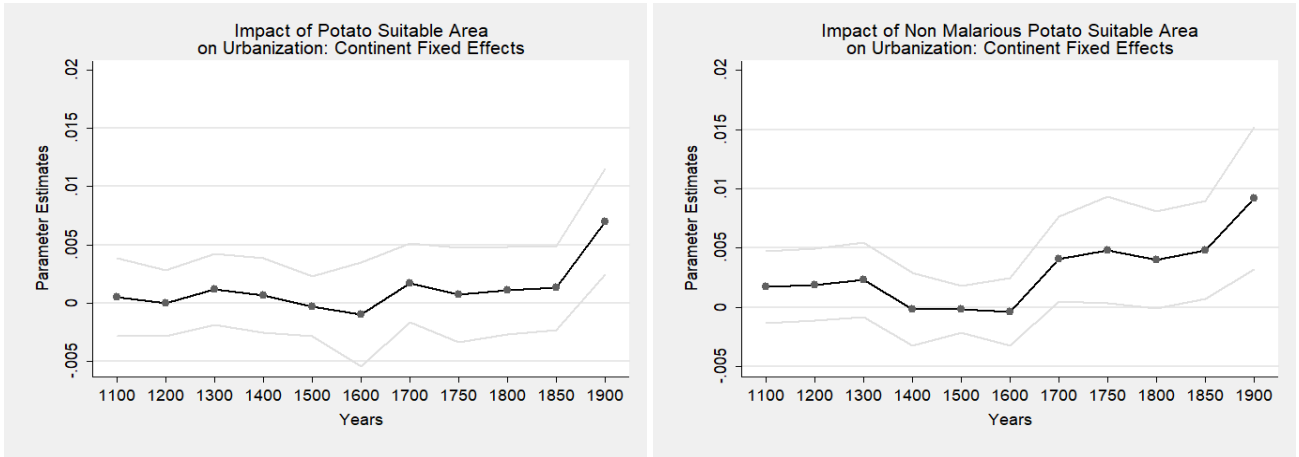 Impact of Potato Suitable Area
on Urbanization: Continent Fixed Effects
Parameter Estimates
.02
.015
.01
.005
0
-.005
1100 1200 1300 1400 1500 1600 1700 1750 1800 1850 1900
Years
Impact of Non Malarious Potato Suitable Area
on Urbanization: Continent Fixed Effects
Parameter Estimates
.02
.015
.01
.005
0
-.005
1100 1200 1300 1400 1500 1600 1700 1750 1800 1850 1900
Years